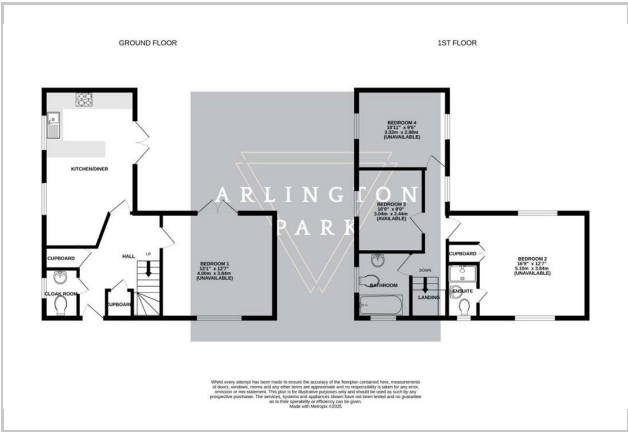 GROUND FLOOR
1ST FLOOR
KITCHEN/DINER
CUPBOARD
HALL
UP
CLOAK ROOM
CUPBOARD
BEDROOM 1
13'1" x 12'7"
4.00m x 3.84m
(UNAVAILABLE)
ARLINGTON
PARK
BEDROOM 4
10'11" x 9'5"
3.33m x 2.88m
(UNAVAILABLE)
BEDROOM 3
10'0" x 8'0"
3.04m x 2.44m
(AVAILABLE)
BATHROOM
DOWN
LANDING
CUPBOARD
ENSUITE
BEDROOM 2
16'9" x 12'7"
5.10m x 3.84m
(UNAVAILABLE)
Whilst every attempt has been made to ensure the accuracy of the floorplan contained here, measurements
of doors, windows, rooms and any other items are approximate and no responsibility is taken for any error,
omission or mis-statement. This plan is for illustrative purposes only and should be used as such by any
prospective purchaser. The services, systems and appliances shown have not been tested and no guarantee
as to their operability or efficiency can be given.
Made with Metropix ©2025